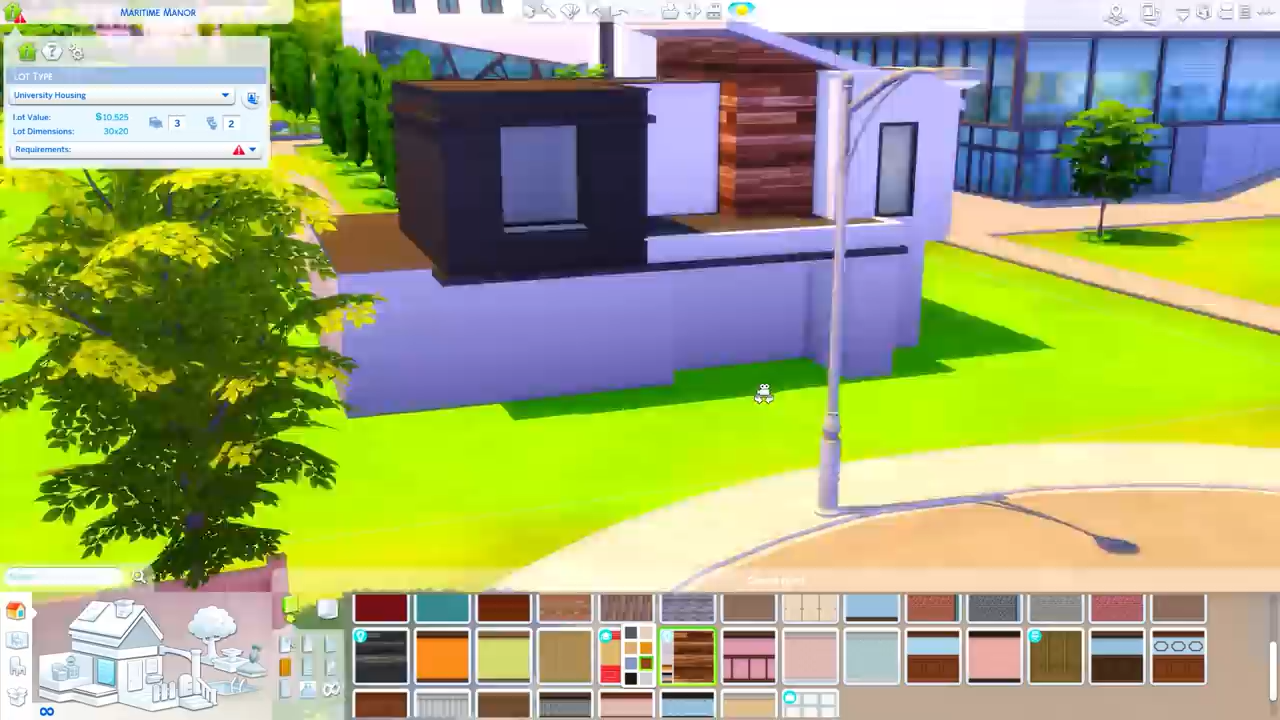 MARITIME MANOR
LOT TYPE
University Housing
Lot Value: $10,525
3
2
Lot Dimensions: 30x20
Requirements: